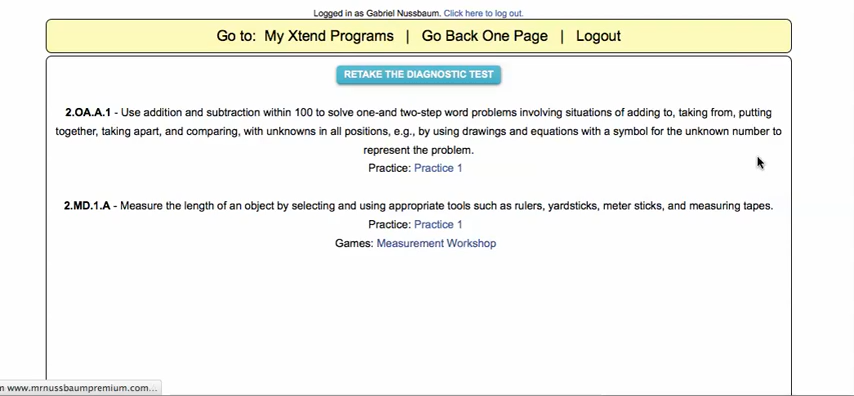 Logged in as Gabriel Nussbaum. Click here to log out.
Go to: My Xtend Programs | Go Back One Page | Logout
RETAKE THE DIAGNOSTIC TEST
2.OA.A.1 - Use addition and subtraction within 100 to solve one-and two-step word problems involving situations of adding to, taking from, putting
together, taking apart, and comparing, with unknowns in all positions, e.g., by using drawings and equations with a symbol for the unknown number to
represent the problem.
Practice: Practice 1
2.MD.1.A - Measure the length of an object by selecting and using appropriate tools such as rulers, yardsticks, meter sticks, and measuring tapes.
Practice: Practice 1
Games: Measurement Workshop
m www.mrnussbaumpremium.com...